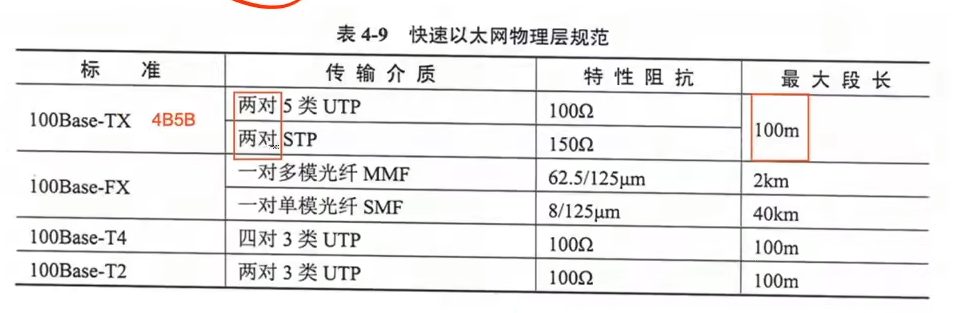 表 4-9 快速以太网物理层规范
标 准 传 输 介 质 特 性 阻 抗 最 大 段 长
100Base-TX 4B5B 两对 5 类 UTP 100Ω 100m
两对 STP 150Ω
100Base-FX 一对多模光纤 MMF 62.5/125μm 2km
一对单模光纤 SMF 8/125μm 40km
100Base-T4 四对 3 类 UTP 100Ω 100m
100Base-T2 两对 3 类 UTP 100Ω 100m